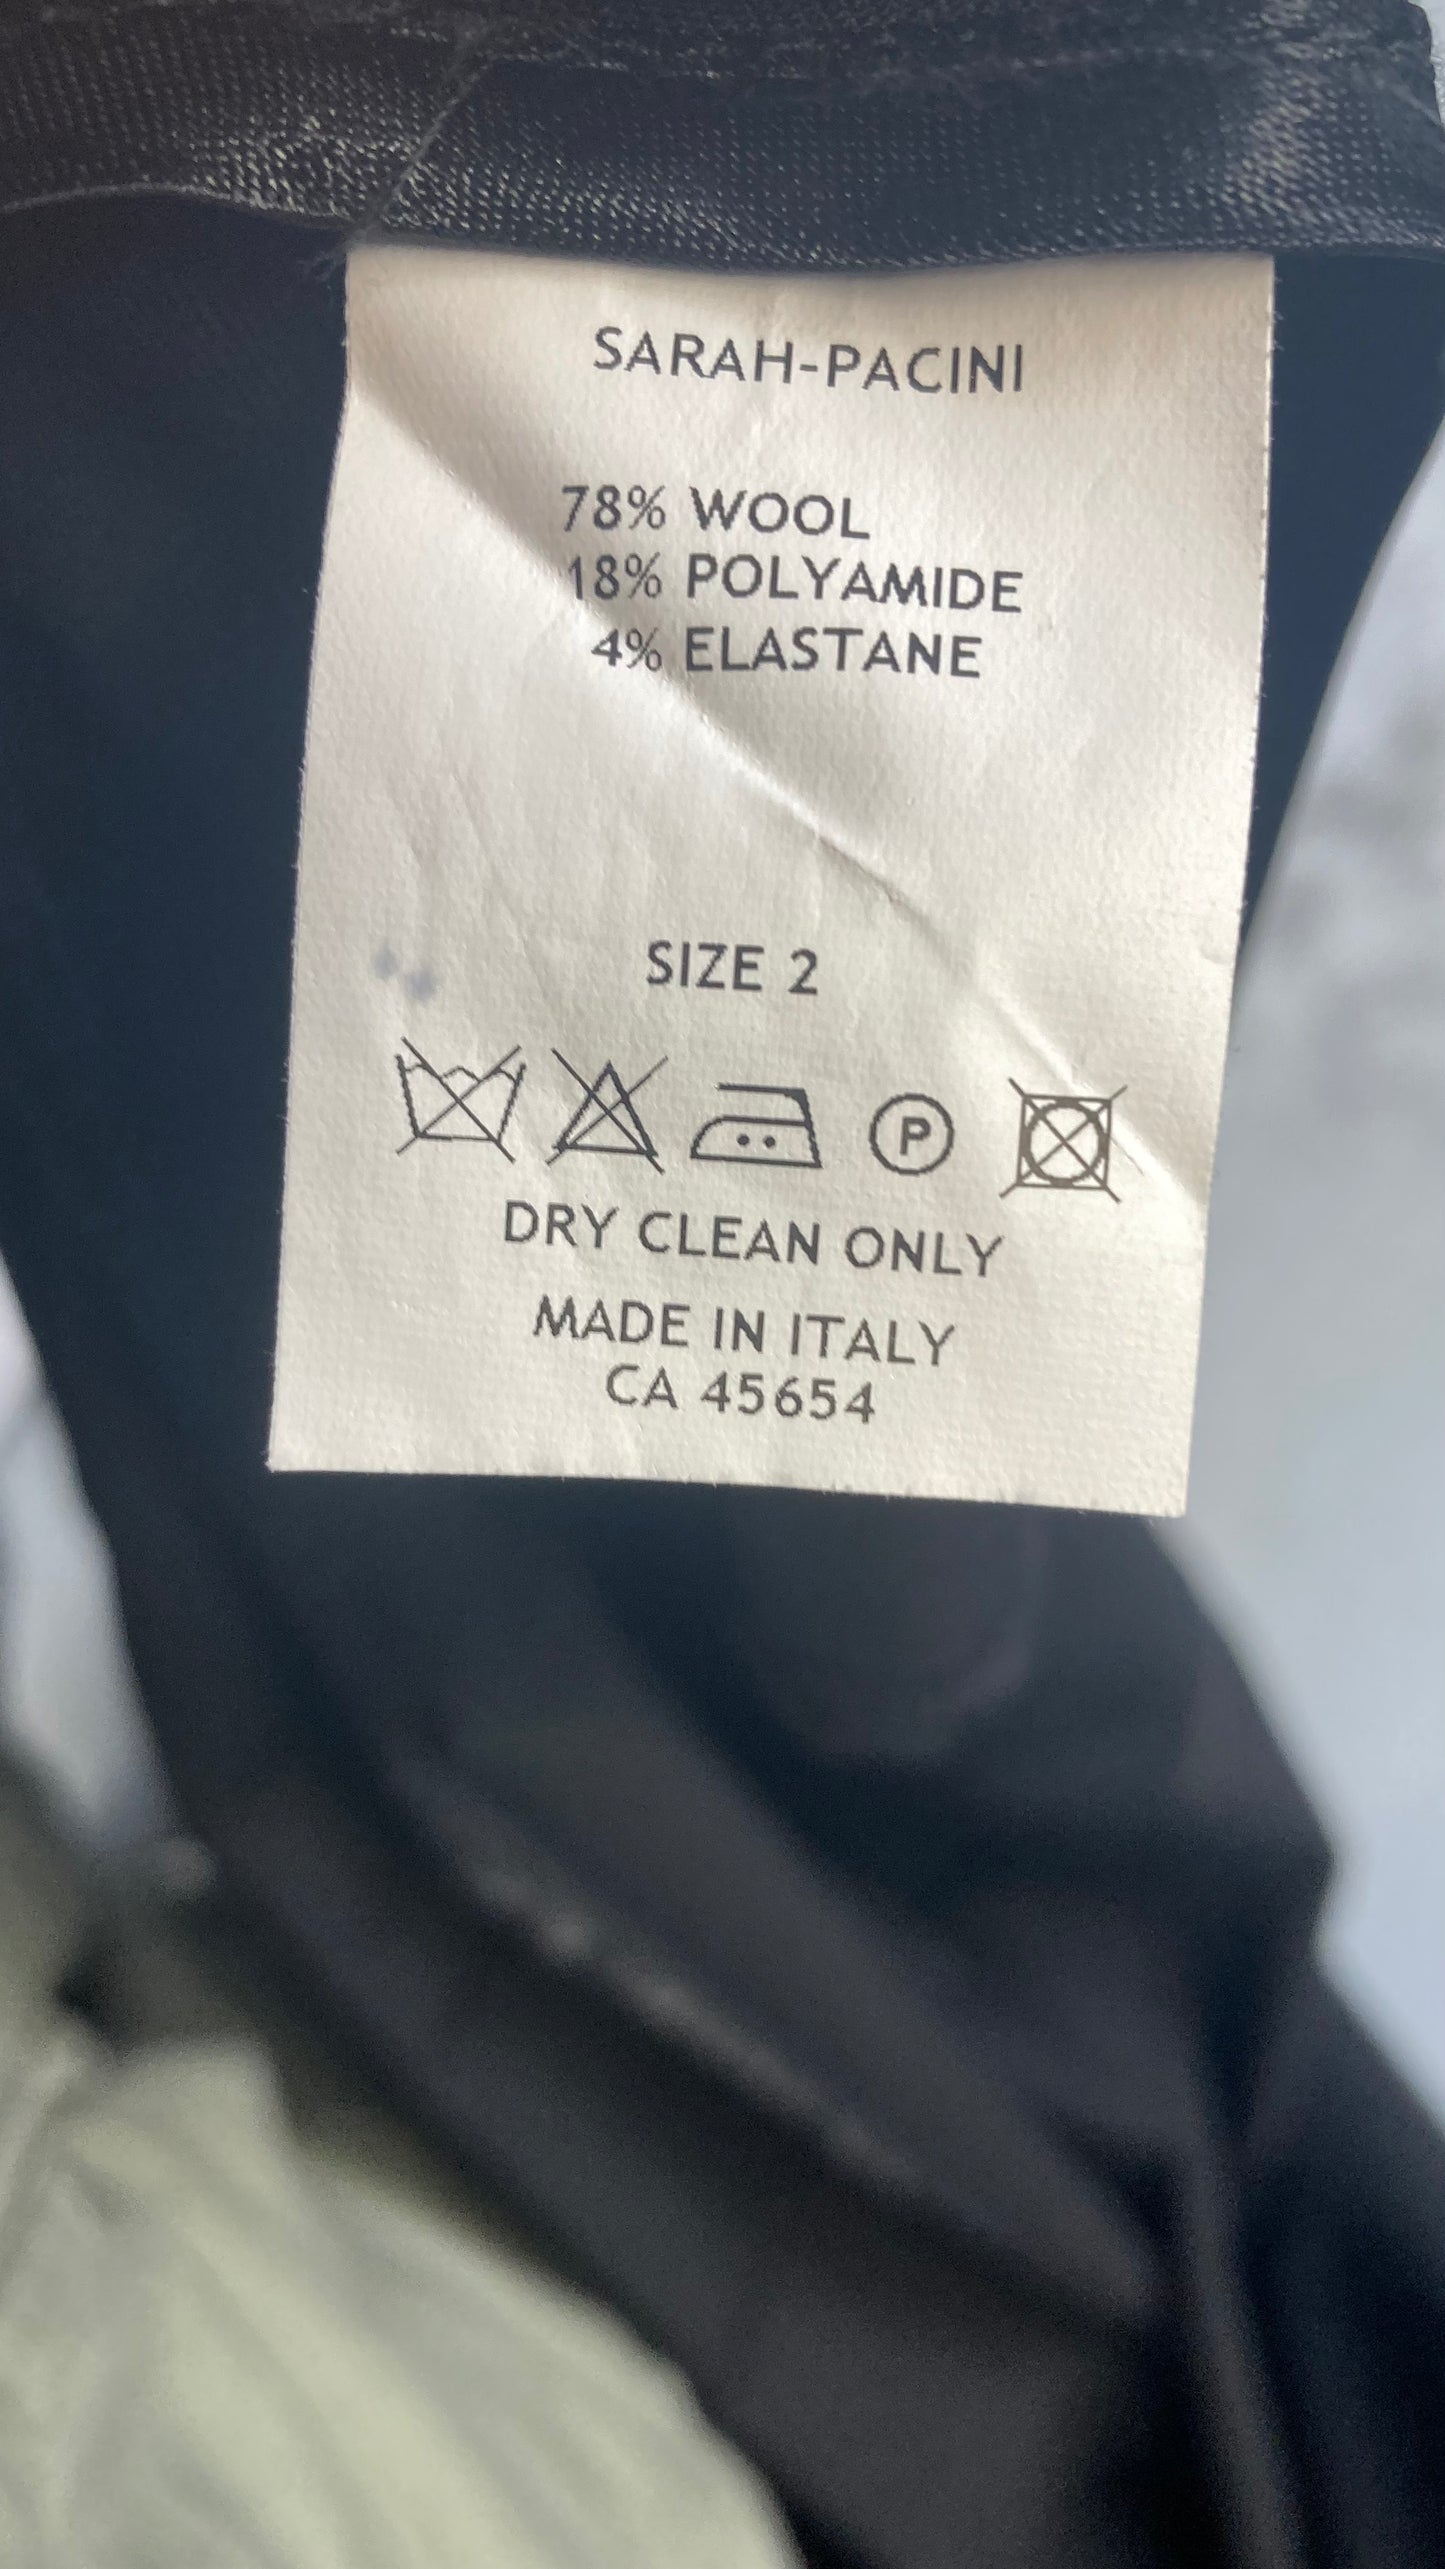 SARAH-PACINI
78% WOOL
18% POLYAMIDE
4% ELASTANE
SIZE 2
P
DRY CLEAN ONLY
MADE IN ITALY
CA 45654